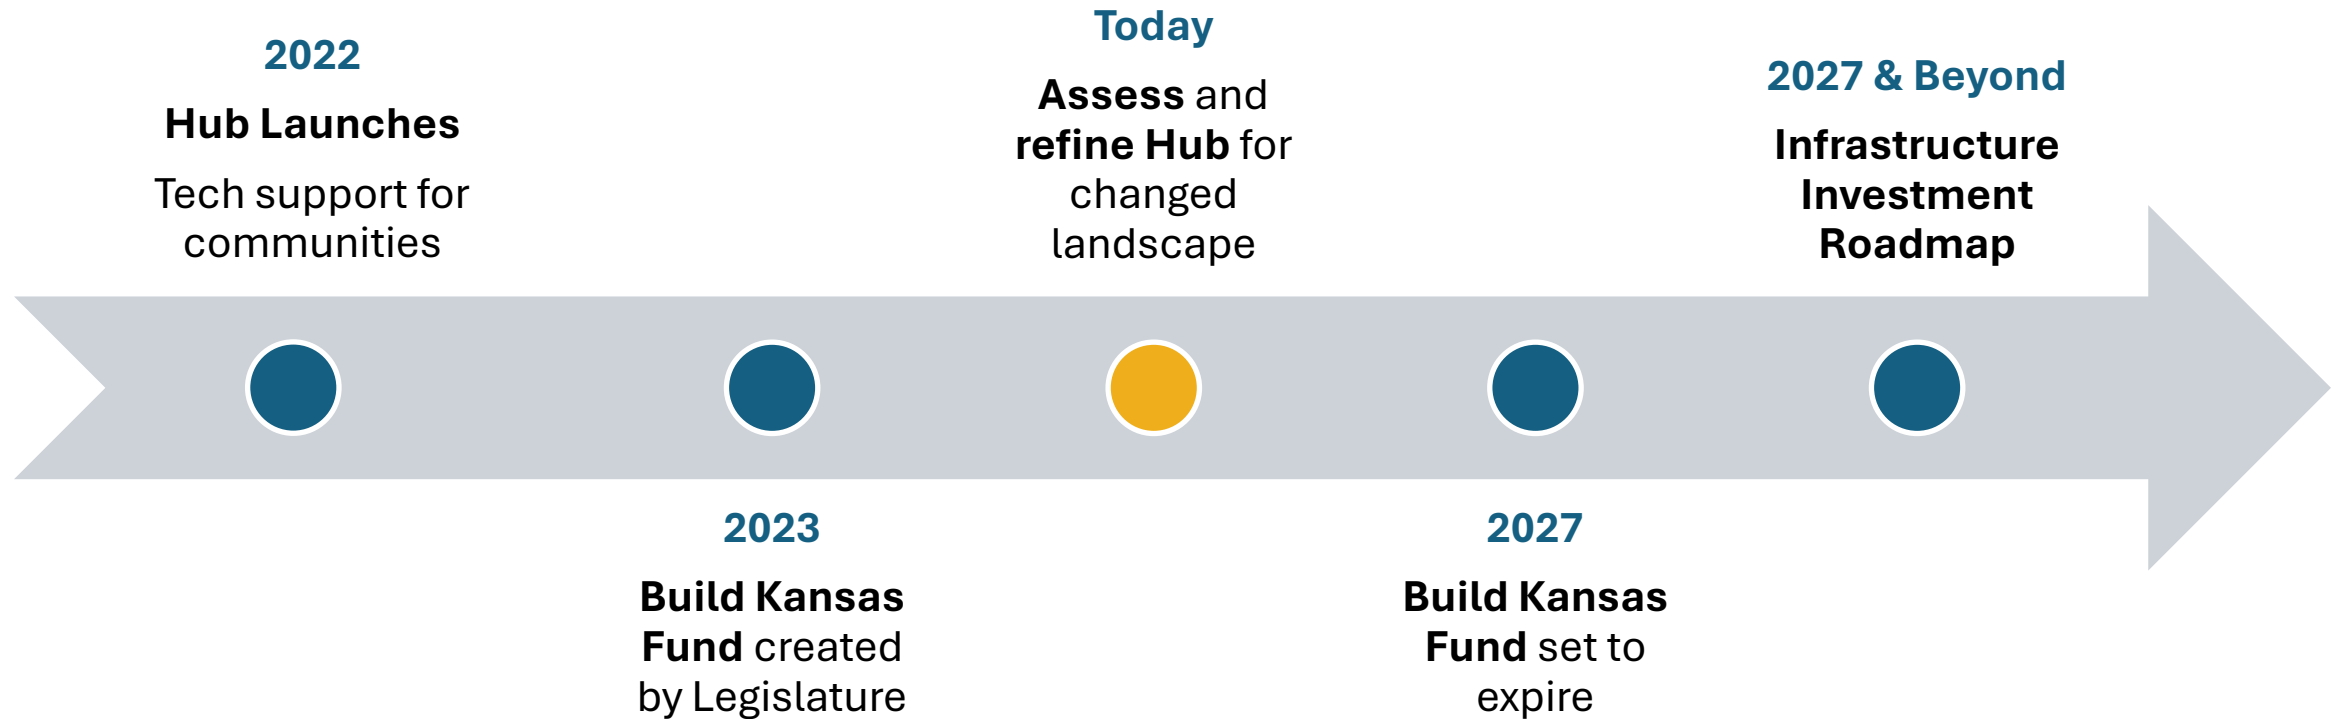 2022
Hub Launches
Tech support for
communities
2023
Build Kansas
Fund created
by Legislature
Today
Assess and
refine Hub for
changed
landscape
2027
Build Kansas
Fund set to
expire
2027 & Beyond
Infrastructure
Investment
Roadmap